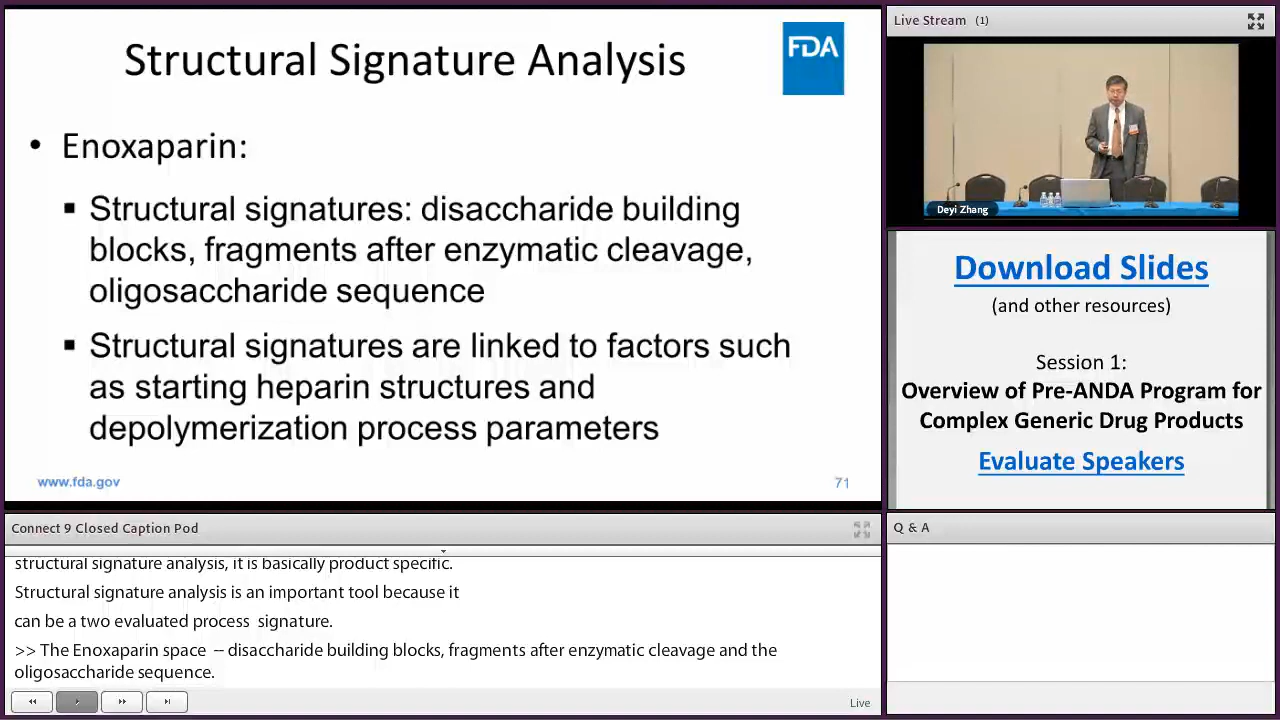 Structural Signature Analysis
FDA
• Enoxaparin:
▪ Structural signatures: disaccharide building
blocks, fragments after enzymatic cleavage,
oligosaccharide sequence
▪ Structural signatures are linked to factors such
as starting heparin structures and
depolymerization process parameters
www.fda.gov
71
Live Stream (1)
Deyi Zhang
Download Slides
(and other resources)
Session 1:
Overview of Pre-ANDA Program for
Complex Generic Drug Products
Evaluate Speakers
Connect 9 Closed Caption Pod
structural signature analysis, it is basically product specific.
Structural signature analysis is an important tool because it
can be a two evaluated process  signature.
>> The Enoxaparin space  -- disaccharide building blocks, fragments after enzymatic cleavage and the
oligosaccharide sequence.
Live
Q & A